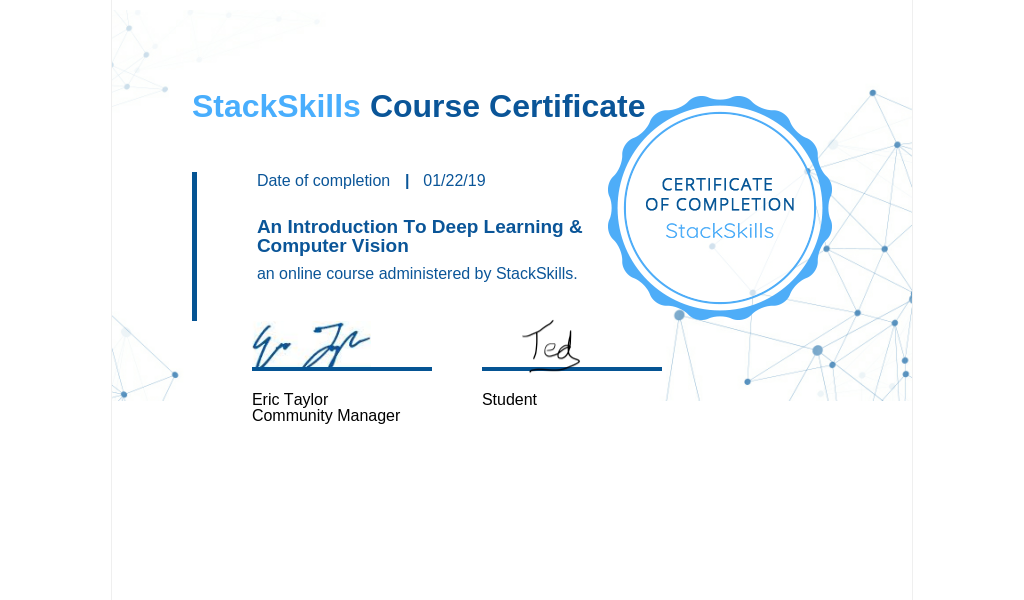 StackSkills Course Certificate
CERTIFICATE
OF COMPLETION
StackSkills
Date of completion | 01/22/19
An Introduction To Deep Learning &
Computer Vision
an online course administered by StackSkills.
Ted
Eric Taylor
Community Manager
Student